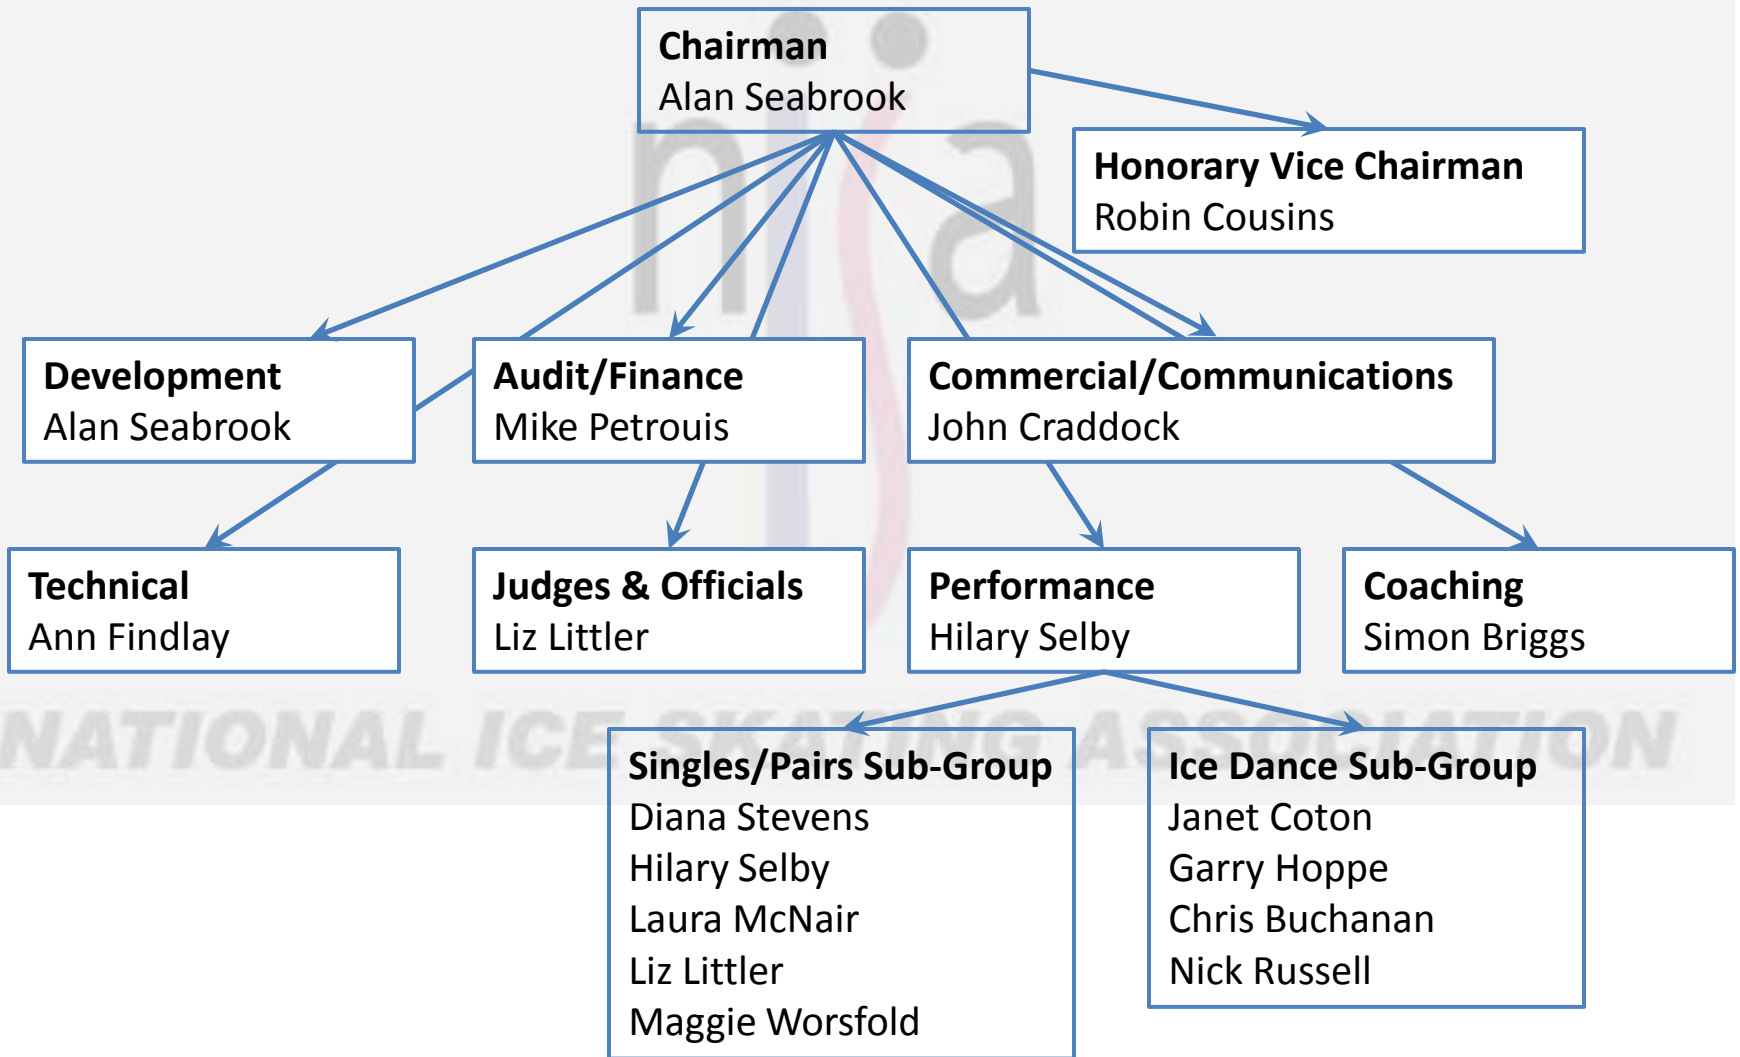 Chairman
Alan Seabrook
Honorary Vice Chairman
Robin Cousins
nisa
Development
Alan Seabrook
Audit/Finance
Mike Petrouis
Commercial/Communications
John Craddock
Technical
Ann Findlay
Judges & Officials
Liz Littler
Performance
Hilary Selby
Coaching
Simon Briggs
NATIONAL ICE SKATING ASSOCIATION
Singles/Pairs Sub-Group
Diana Stevens
Hilary Selby
Laura McNair
Liz Littler
Maggie Worsfold
Ice Dance Sub-Group
Janet Coton
Garry Hoppe
Chris Buchanan
Nick Russell